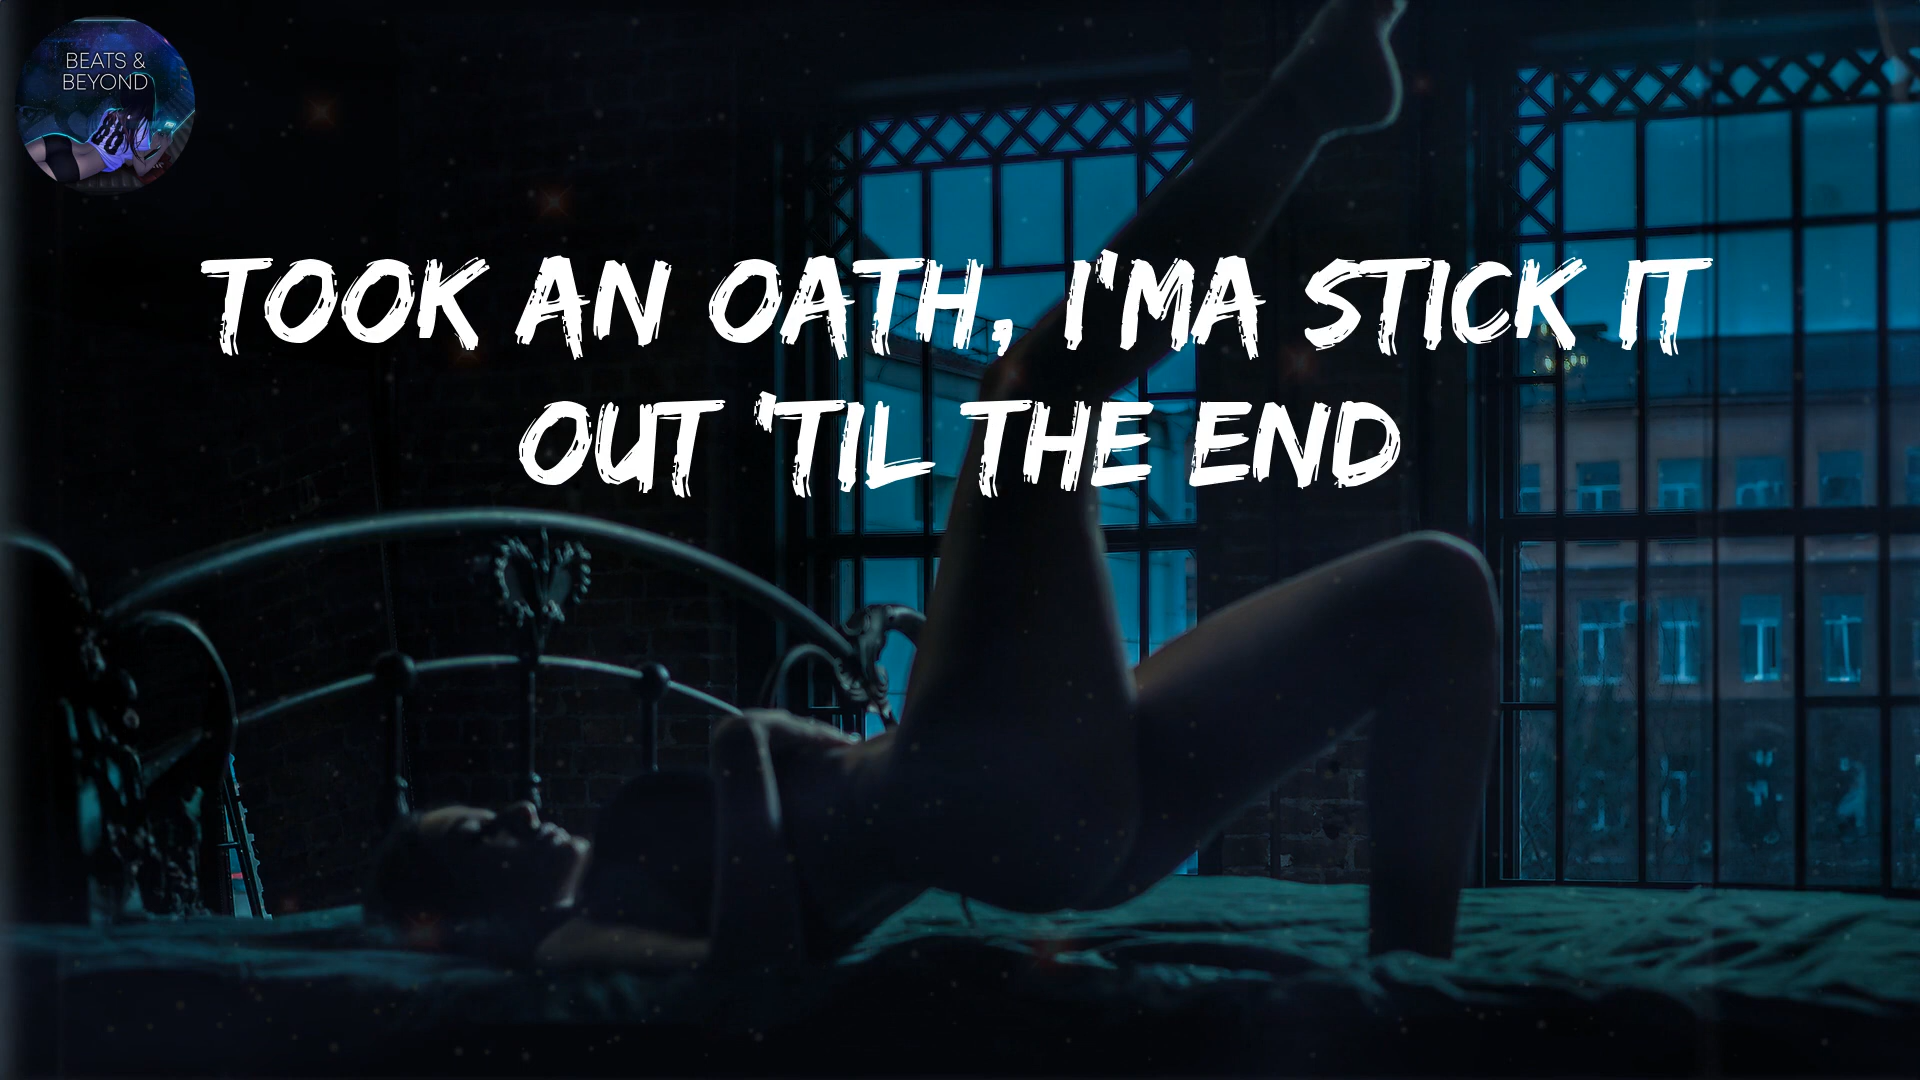 BEATS &
BEYOND
TOOK AN OATH, I'MA STICK IT
OUT 'TIL THE END